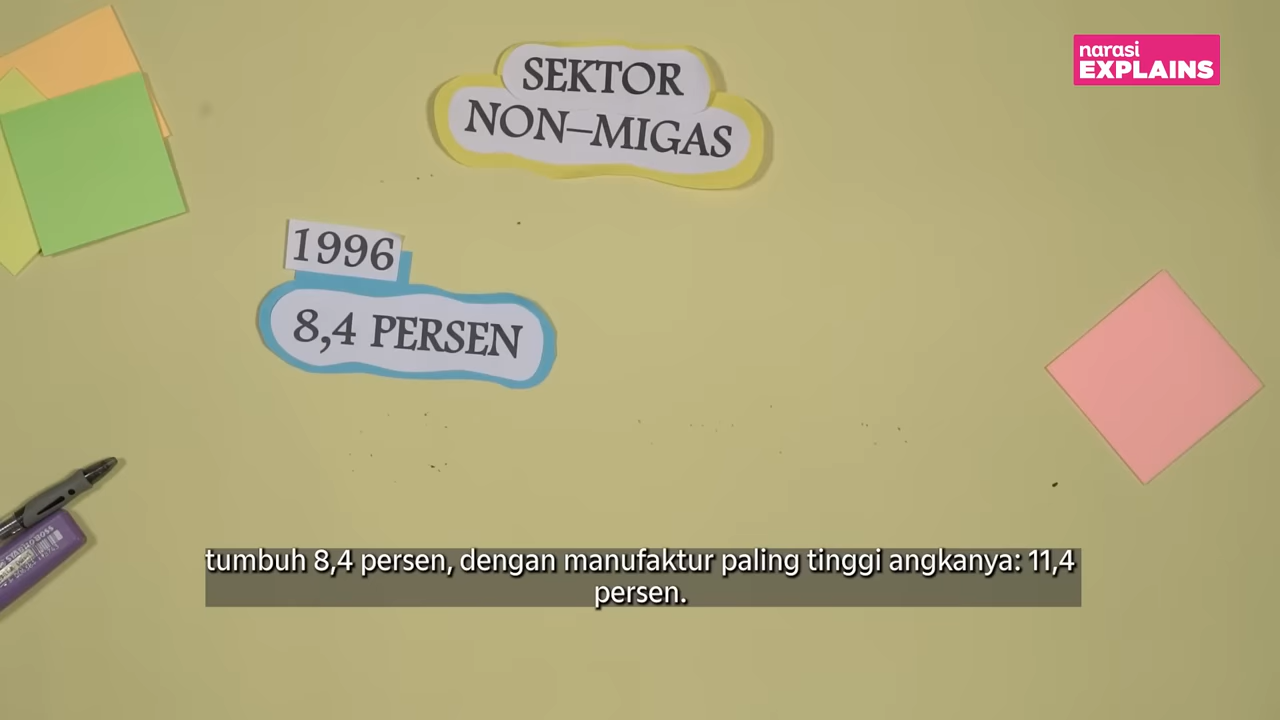 narasi
EXPLAINS
SEKTOR
NON–MIGAS
1996
8,4 PERSEN
tumbuh 8,4 persen, dengan manufaktur paling tinggi angkanya: 11,4
persen.